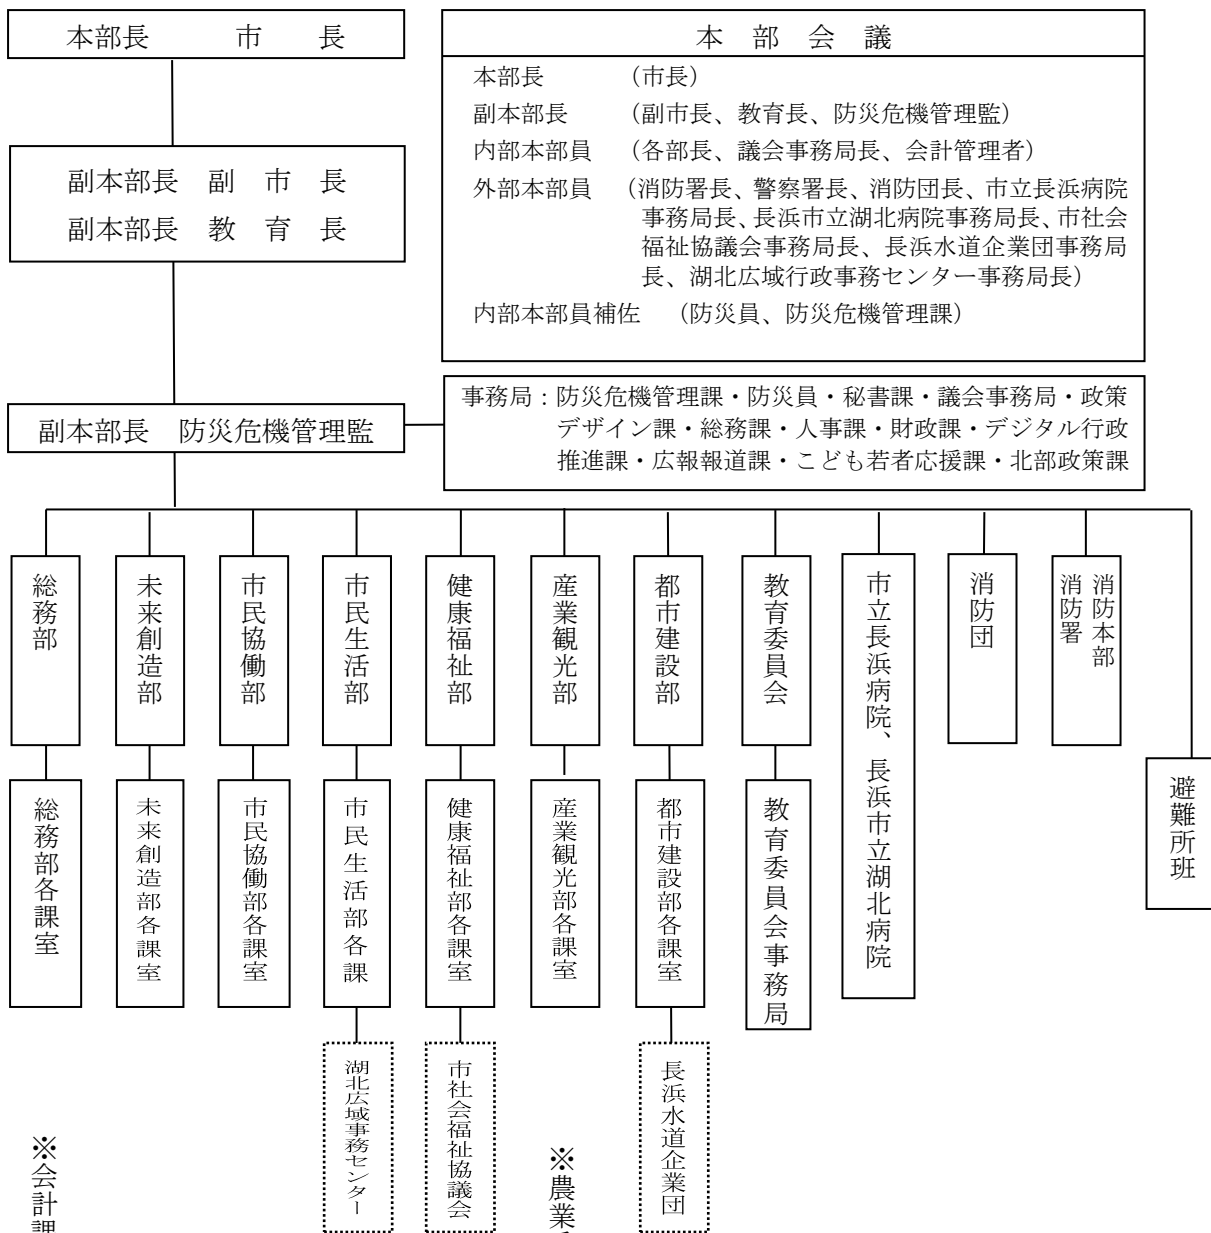 本部長　　　市　　長
副本部長　副　市　長
副本部長　教　育　長
副本部長　防災危機管理監
本　部　会　議
本部長　　　（市長）
副本部長　　（副市長、教育長、防災危機管理監）
内部本部員　（各部長、議会事務局長、会計管理者）
外部本部員　（消防署長、警察署長、消防団長、市立長浜病院
事務局長、長浜市立湖北病院事務局長、市社会
福祉協議会事務局長、長浜水道企業団事務局
長、湖北広域行政事務センター事務局長）
内部本部員補佐　（防災員、防災危機管理課）
事務局：防災危機管理課・防災員・秘書課・議会事務局・政策
デザイン課・総務課・人事課・財政課・デジタル行政
推進課・広報報道課・こども若者応援課・北部政策課
総務部
未来創造部
市民協働部
市民生活部
健康福祉部
産業観光部
都市建設部
教育委員会
市立長浜病院、長浜市立湖北病院
消防団
消防本部
消防署
避難所班
総務部各課室
未来創造部各課室
市民協働部各課室
市民生活部各課
健康福祉部各課室
産業観光部各課室
都市建設部各課室
教育委員会事務局
湖北広域事務センター
市社会福祉協議会
長浜水道企業団
※会計課
※農業